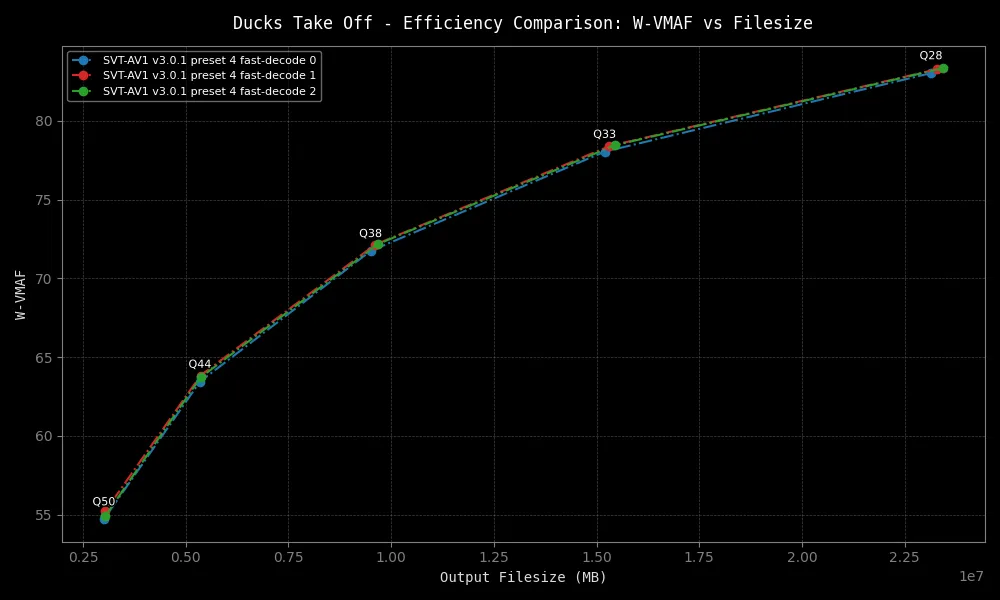 Ducks Take Off - Efficiency Comparison: W-VMAF vs Filesize
SVT-AV1 v3.0.1 preset 4 fast-decode 0
SVT-AV1 v3.0.1 preset 4 fast-decode 1
SVT-AV1 v3.0.1 preset 4 fast-decode 2
Q28
Q33
Q38
Q44
Q50
W-VMAF
80
75
70
65
60
55
0.25 0.50 0.75 1.00 1.25 1.50 1.75 2.00 2.25
1e7
Output Filesize (MB)